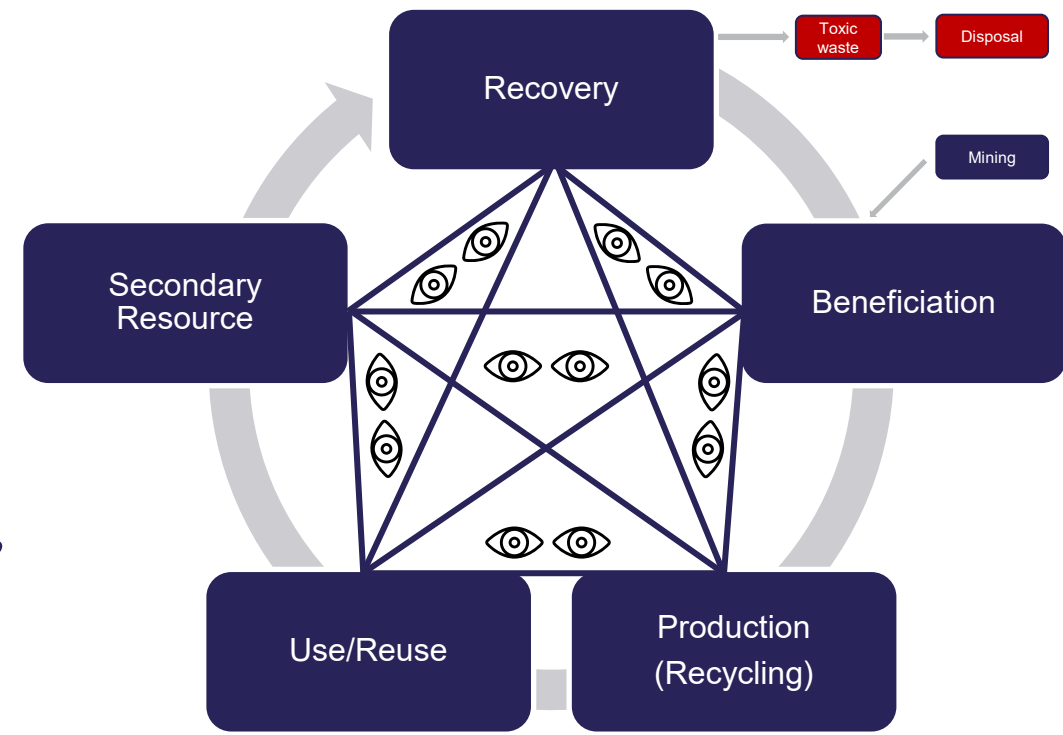 Recovery
Toxic
waste
Disposal
Mining
Secondary
Resource
Beneficiation
Use/Reuse
Production
(Recycling)